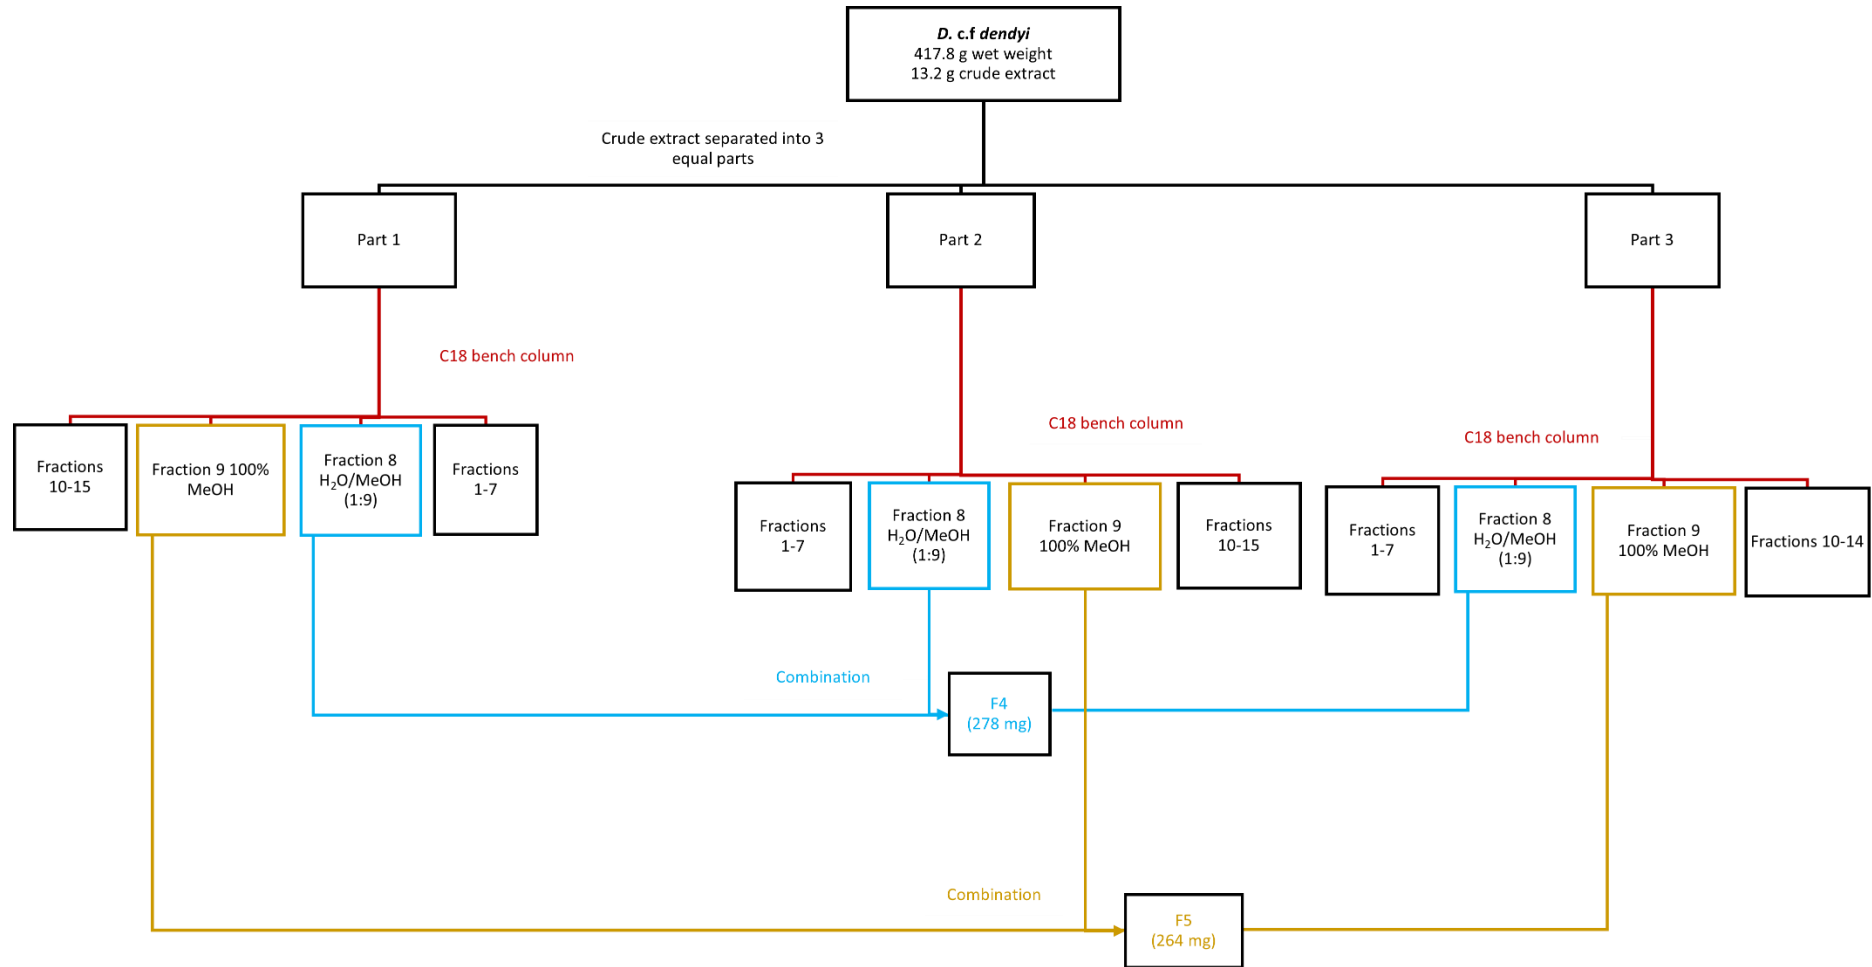 D. c.f dendyi
417.8 g wet weight
13.2 g crude extract
Crude extract separated into 3
equal parts
Part 1
Part 2
Part 3
C18 bench column
C18 bench column
C18 bench column
Fractions
10-15
Fraction 9 100%
MeOH
Fraction 8
H₂O/MeOH
(1:9)
Fractions
1-7
Fractions
1-7
Fraction 8
H₂O/MeOH
(1:9)
Fraction 9
100% MeOH
Fractions
10-15
Fractions
1-7
Fraction 8
H₂O/MeOH
(1:9)
Fraction 9
100% MeOH
Fractions 10-14
Combination
F4
(278 mg)
Combination
F5
(264 mg)